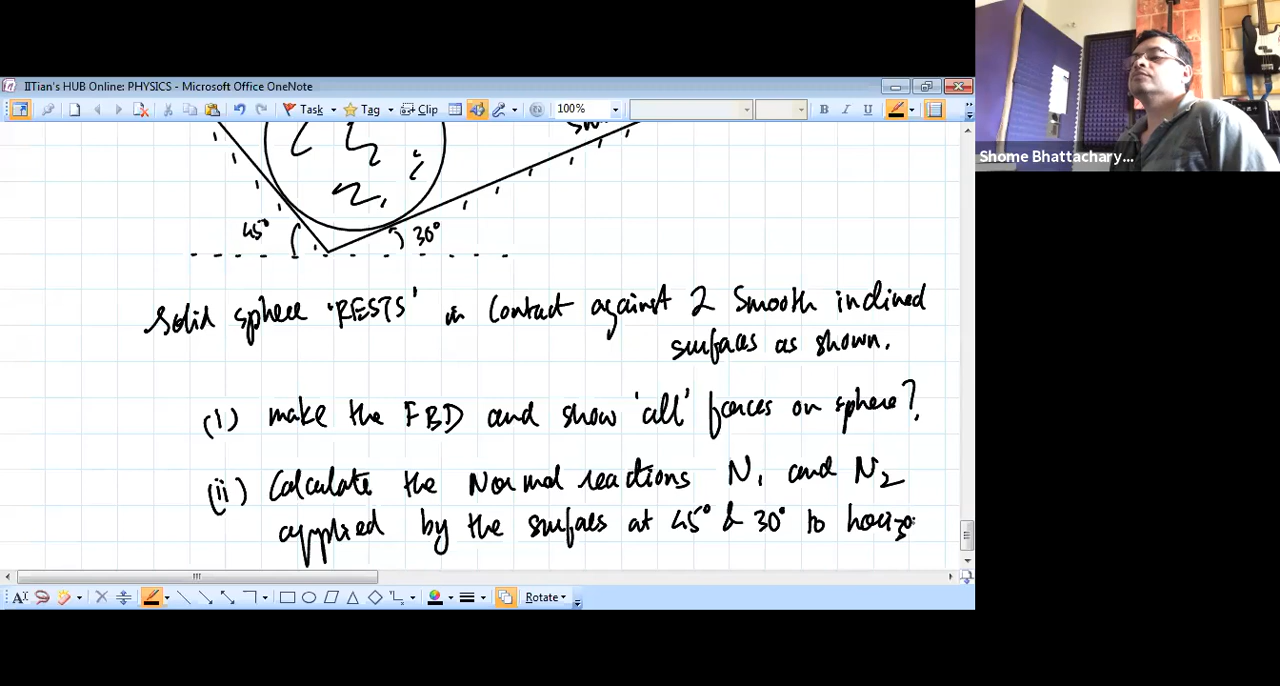 IITian's HUB Online: PHYSICS - Microsoft Office OneNote
Task Tag Clip 100% B I U
Shome Bhattachary...
45° 30°
Solid sphere 'RESTS' in contact against 2 smooth inclined
surfaces as shown.
(i) make the FBD and show 'all' forces on sphere?
(ii) Calculate the Normal reactions N1 and N2
applied by the surfaces at 45° & 30° to
Rotate